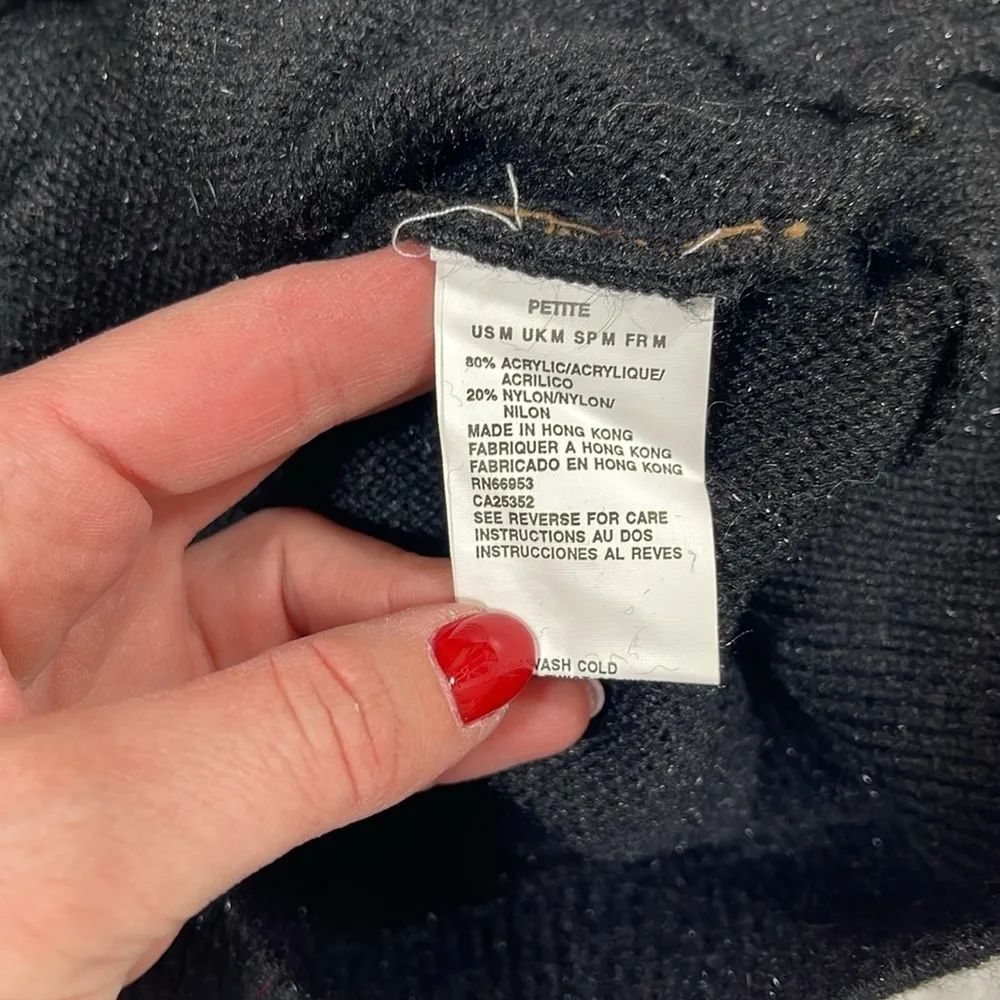 PETITE
US M UK M SP M FR M
80% ACRYLIC/ACRYLIQUE/
ACRILICO
20% NYLON/NYLON/
NILON
MADE IN HONG KONG
FABRIQUER A HONG KONG
FABRICADO EN HONG KONG
RN66953
CA25352
SEE REVERSE FOR CARE
INSTRUCTIONS AU DOS
INSTRUCCIONES AL REVES
COLD